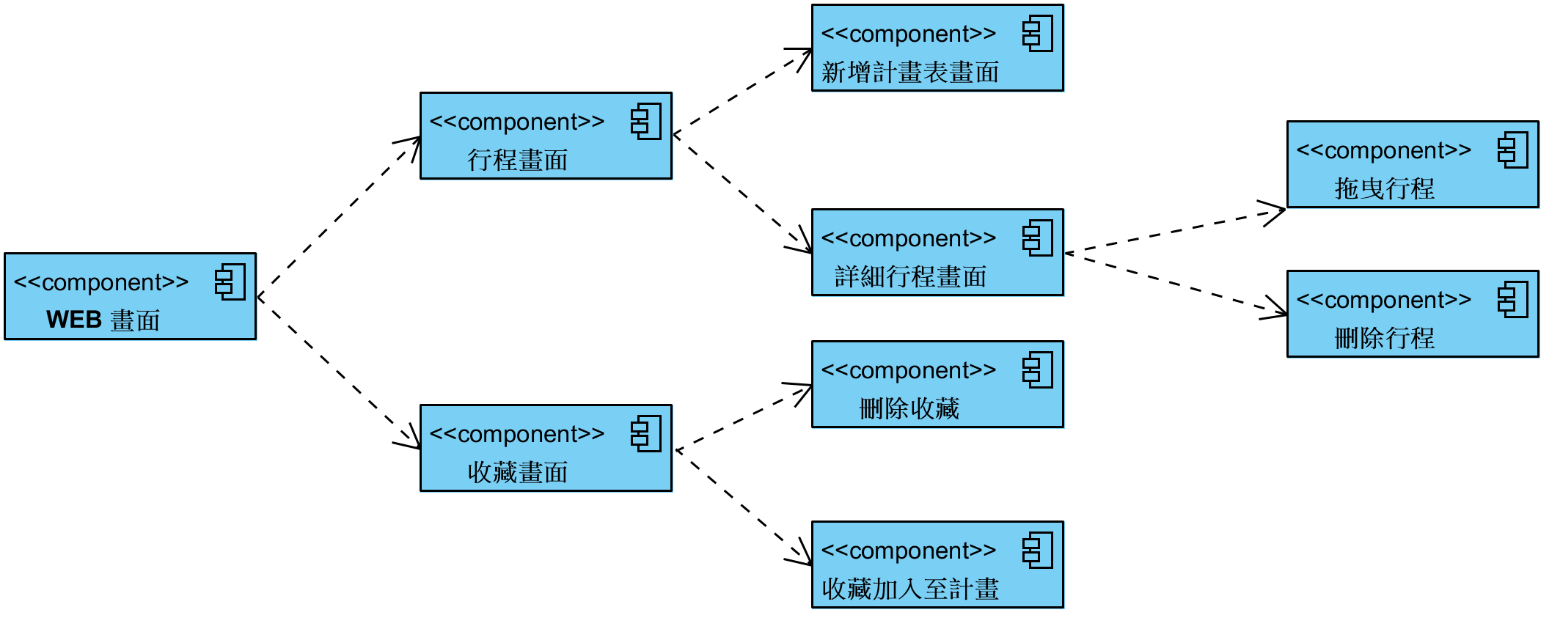 <<component>>
WEB 畫面
<<component>>
行程畫面
<<component>>
收藏畫面
<<component>>
新增計畫表畫面
<<component>>
詳細行程畫面
<<component>>
刪除收藏
<<component>>
收藏加入至計畫
<<component>>
拖曳行程
<<component>>
刪除行程